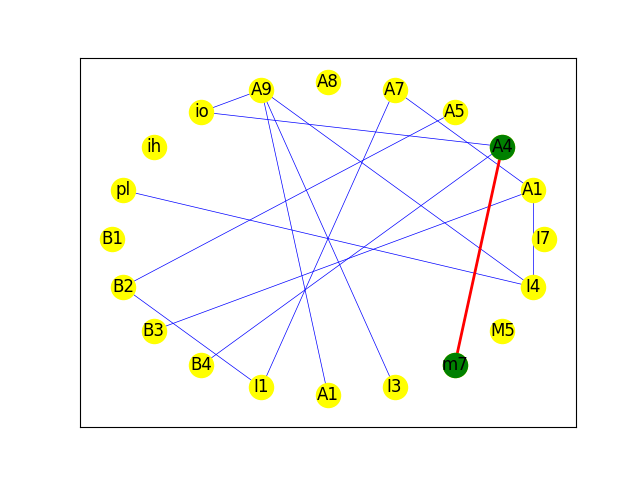 A8
A9 A7
io A5
ih A4
pl A1
B1 I7
B2 I4
B3 M5
B4 m7
I1 I3
A1